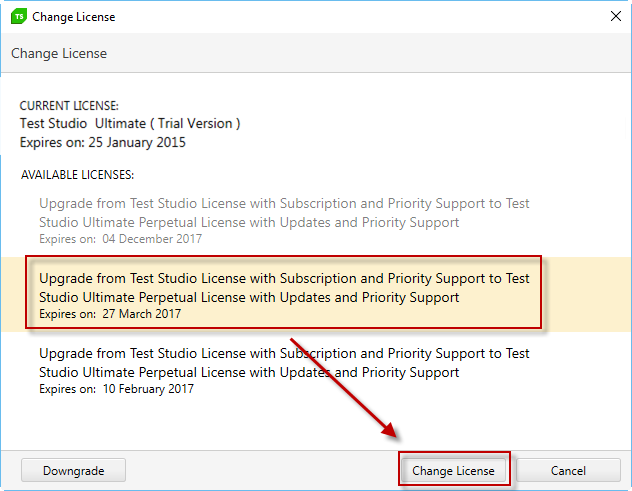 TS Change License
Change License
CURRENT LICENSE:
Test Studio Ultimate ( Trial Version )
Expires on: 25 January 2015
AVAILABLE LICENSES:
Upgrade from Test Studio License with Subscription and Priority Support to Test
Studio Ultimate Perpetual License with Updates and Priority Support
Expires on: 04 December 2017
Upgrade from Test Studio License with Subscription and Priority Support to Test
Studio Ultimate Perpetual License with Updates and Priority Support
Expires on: 27 March 2017
Upgrade from Test Studio License with Subscription and Priority Support to Test
Studio Ultimate Perpetual License with Updates and Priority Support
Expires on: 10 February 2017
Downgrade Change License Cancel